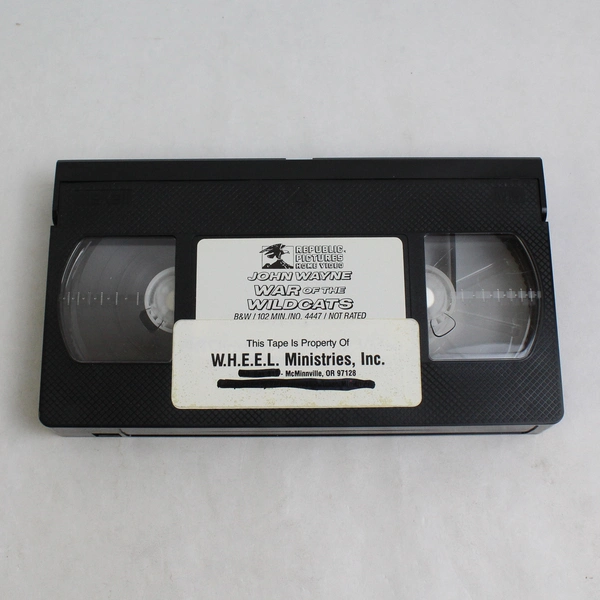 REPUBLIC
PICTURES
HOME VIDEO
JOHN WAYNE
WAR OF THE
WILDCATS
B&W / 102 MIN./NO. 4447 / NOT RATED
This Tape Is Property Of
W.H.E.E.L. Ministries, Inc.
- McMinnville, OR 97128